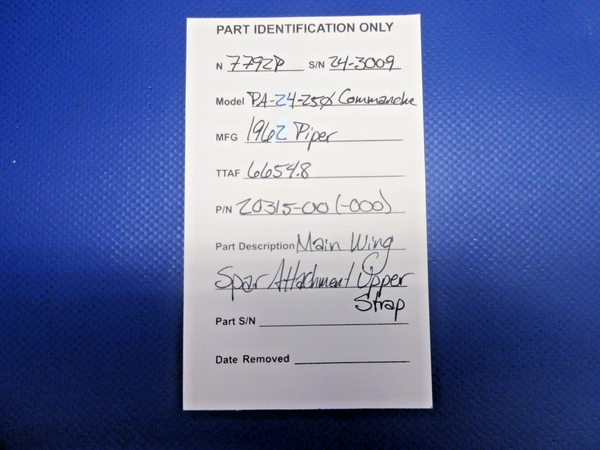 PART IDENTIFICATION ONLY
N 7792P S/N 24-3009
Model PA-24-250 Commanche
MFG 1962 Piper
TTAF 6654.8
P/N 20315-00 (-000)
Part Description Main Wing
Spar Attachment Upper
Strap
Part S/N
Date Removed